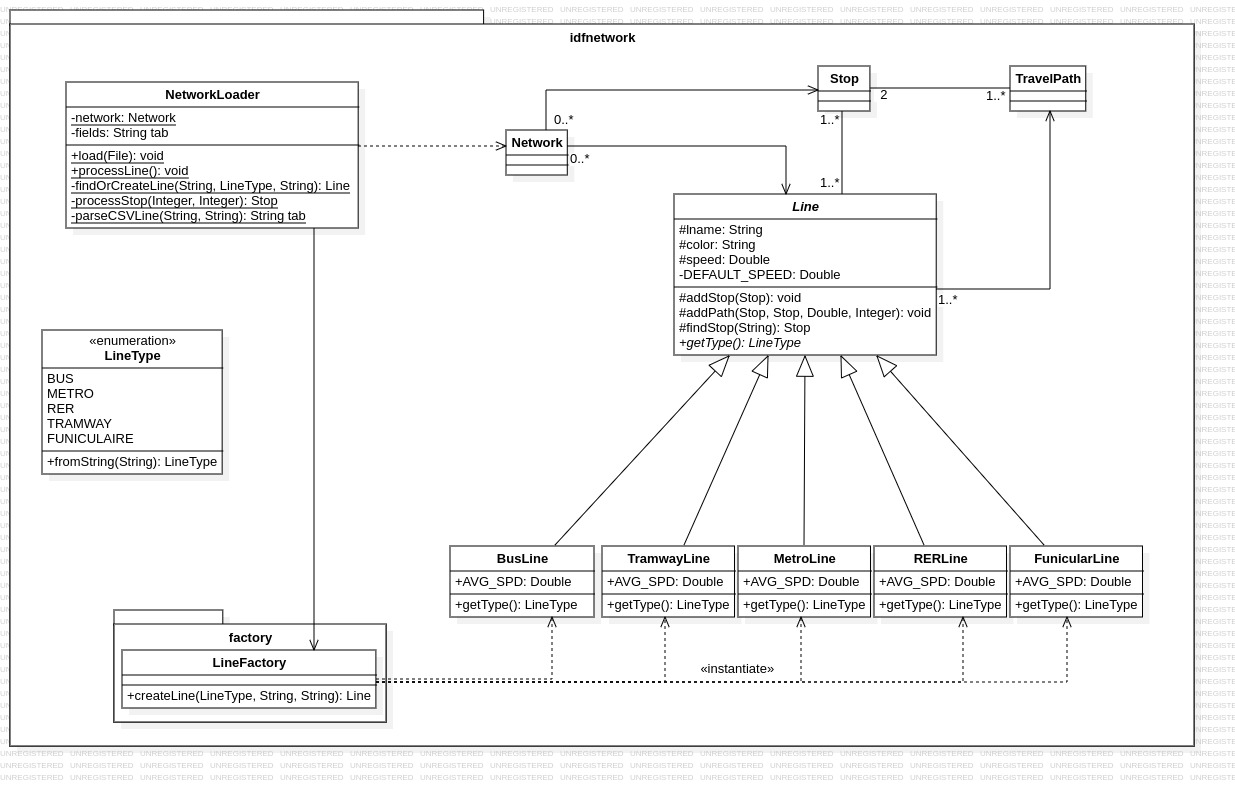 idfnetwork
NetworkLoader
-network: Network
-fields: String tab
+load(File): void
+processLine(): void
-findOrCreateLine(String, LineType, String): Line
-processStop(Integer, Integer): Stop
-parseCSVLine(String, String): String tab
Network
0..*
0..*
Stop
2
1..*
TravelPath
1..*
1..*
Line
#lname: String
#color: String
#speed: Double
-DEFAULT_SPEED: Double
#addStop(Stop): void
#addPath(Stop, Stop, Double, Integer): void
#findStop(String): Stop
+getType(): LineType
1..*
«enumeration»
LineType
BUS
METRO
RER
TRAMWAY
FUNICULAIRE
+fromString(String): LineType
BusLine
+AVG_SPD: Double
+getType(): LineType
TramwayLine
+AVG_SPD: Double
+getType(): LineType
MetroLine
+AVG_SPD: Double
+getType(): LineType
RERLine
+AVG_SPD: Double
+getType(): LineType
FunicularLine
+AVG_SPD: Double
+getType(): LineType
factory
LineFactory
+createLine(LineType, String, String): Line
«instantiate»
UNREGISTERED